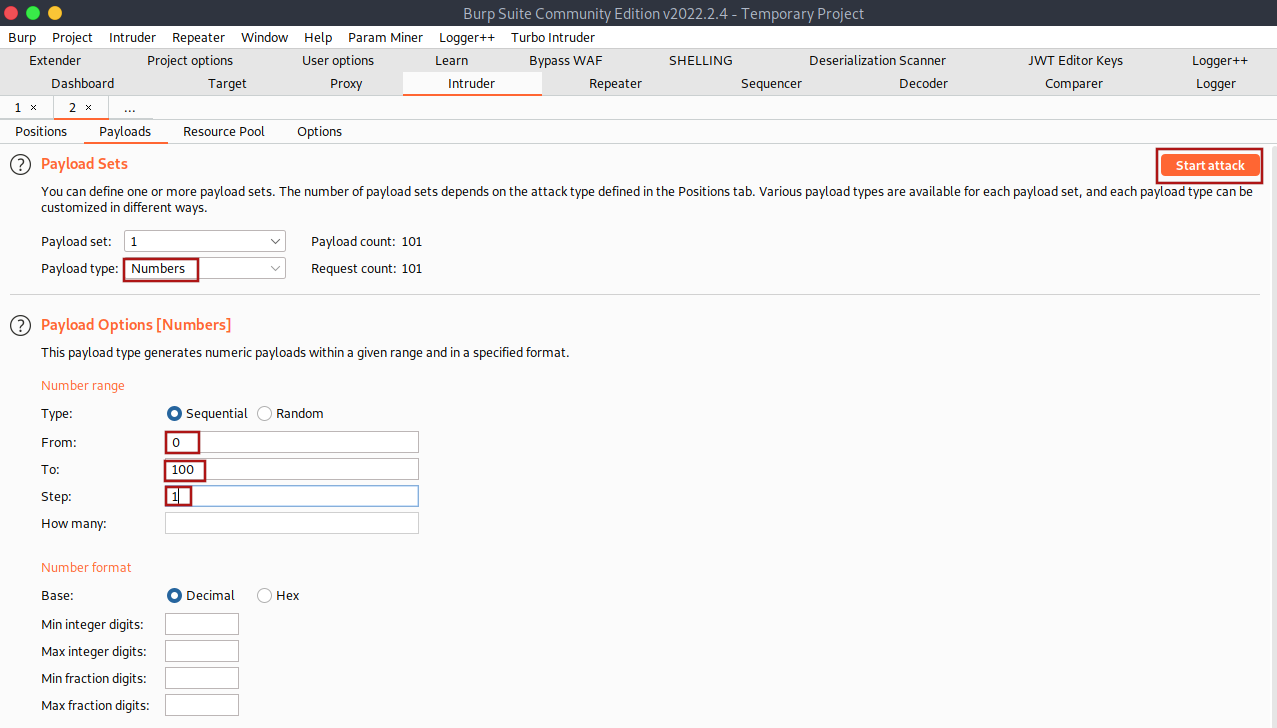 Burp Suite Community Edition v2022.2.4 - Temporary Project
Burp Project Intruder Repeater Window Help Param Miner Logger++ Turbo Intruder
Extender Project options User options Learn Bypass WAF SHELLING Deserialization Scanner JWT Editor Keys Logger++
Dashboard Target Proxy Intruder Repeater Sequencer Decoder Comparer Logger
1 × 2 × ...
Positions Payloads Resource Pool Options
? Payload Sets Start attack
You can define one or more payload sets. The number of payload sets depends on the attack type defined in the Positions tab. Various payload types are available for each payload set, and each payload type can be
customized in different ways.
Payload set: 1 Payload count: 101
Payload type: Numbers Request count: 101
? Payload Options [Numbers]
This payload type generates numeric payloads within a given range and in a specified format.
Number range
Type: Sequential Random
From: 0
To: 100
Step: 1
How many:
Number format
Base: Decimal Hex
Min integer digits:
Max integer digits:
Min fraction digits:
Max fraction digits: